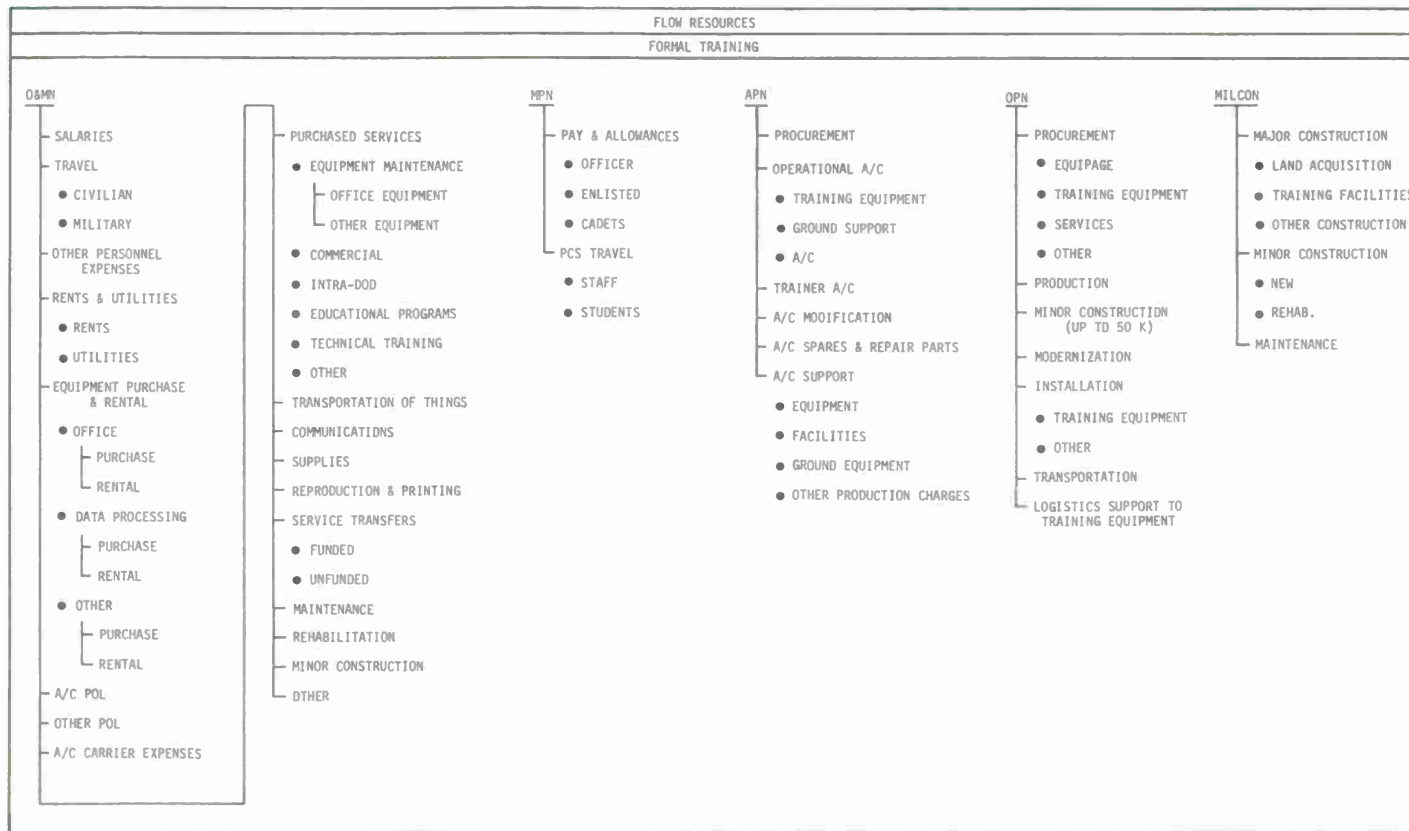 FLOW RESOURCES
FORMAL TRAINING
O&MN
SALARIES
TRAVEL
● CIVILIAN
● MILITARY
OTHER PERSONNEL
EXPENSES
RENTS & UTILITIES
● RENTS
● UTILITIES
EQUIPMENT PURCHASE
& RENTAL
● OFFICE
PURCHASE
RENTAL
● DATA PROCESSING
PURCHASE
RENTAL
● OTHER
PURCHASE
RENTAL
A/C POL
OTHER POL
A/C CARRIER EXPENSES
PURCHASED SERVICES
● EQUIPMENT MAINTENANCE
OFFICE EQUIPMENT
OTHER EQUIPMENT
● COMMERCIAL
● INTRA-DOD
● EDUCATIONAL PROGRAMS
● TECHNICAL TRAINING
● OTHER
TRANSPORTATION OF THINGS
COMMUNICATIONS
SUPPLIES
REPRODUCTION & PRINTING
SERVICE TRANSFERS
● FUNDED
● UNFUNDED
MAINTENANCE
REHABILITATION
MINOR CONSTRUCTION
OTHER
MPN
PAY & ALLOWANCES
● OFFICER
● ENLISTED
● CADETS
PCS TRAVEL
● STAFF
● STUDENTS
APN
PROCUREMENT
OPERATIONAL A/C
● TRAINING EQUIPMENT
● GROUND SUPPORT
● A/C
TRAINER A/C
A/C MODIFICATION
A/C SPARES & REPAIR PARTS
A/C SUPPORT
● EQUIPMENT
● FACILITIES
● GROUND EQUIPMENT
● OTHER PRODUCTION CHARGES
OPN
PROCUREMENT
● EQUIPAGE
● TRAINING EQUIPMENT
● SERVICES
● OTHER
PRODUCTION
MINOR CONSTRUCTION
(UP TO 50 K)
MODERNIZATION
INSTALLATION
● TRAINING EQUIPMENT
● OTHER
TRANSPORTATION
LOGISTICS SUPPORT TO
TRAINING EQUIPMENT
MILCON
MAJOR CONSTRUCTION
● LAND ACQUISITION
● TRAINING FACILITIES
● OTHER CONSTRUCTION
MINOR CONSTRUCTION
● NEW
● REHAB.
MAINTENANCE